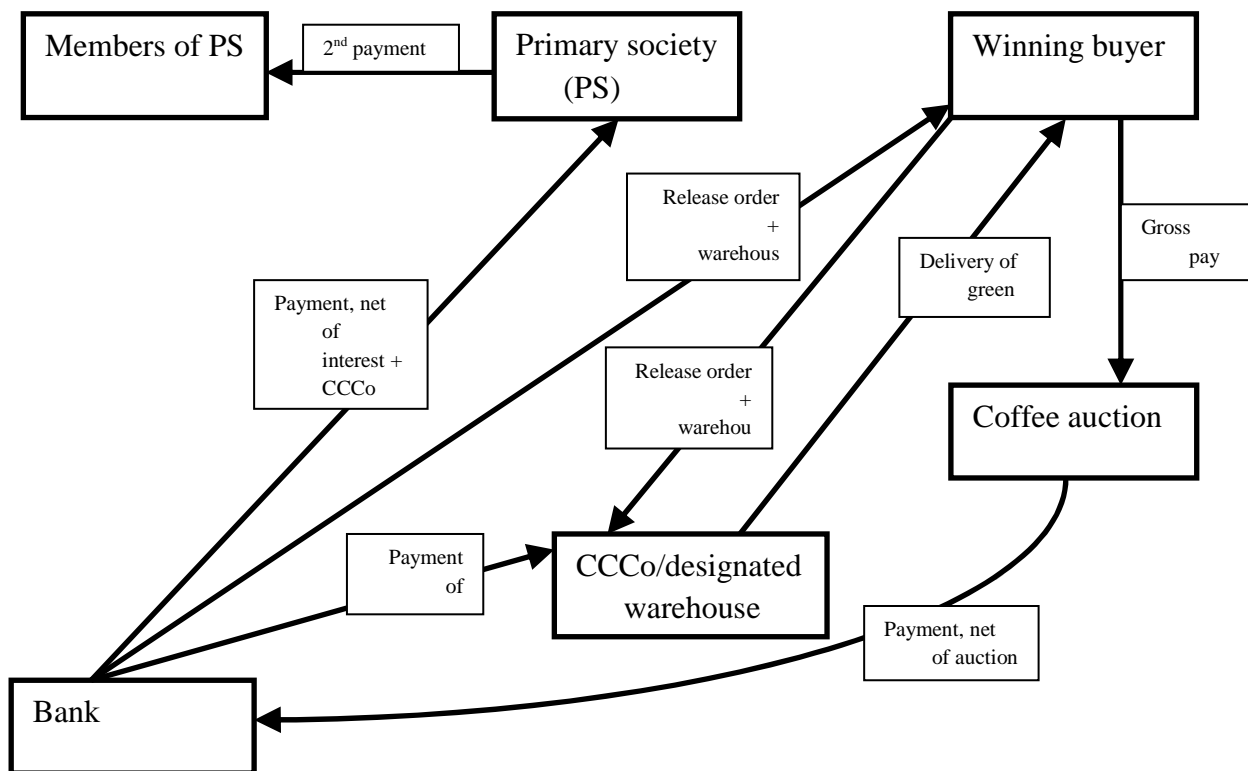 Members of PS
2nd payment
Primary society
(PS)
Winning buyer
Release order
+
warehous
Gross
pay
Delivery of
green
Payment, net
of
interest +
CCCo
Release order
+
warehou
Coffee auction
Payment
of
CCCo/designated
warehouse
Payment, net
of auction
Bank